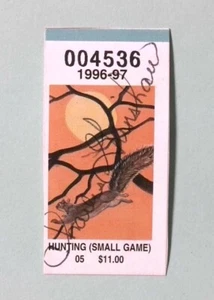 004536
1996-97
HUNTING (SMALL GAME)
05 $11.00